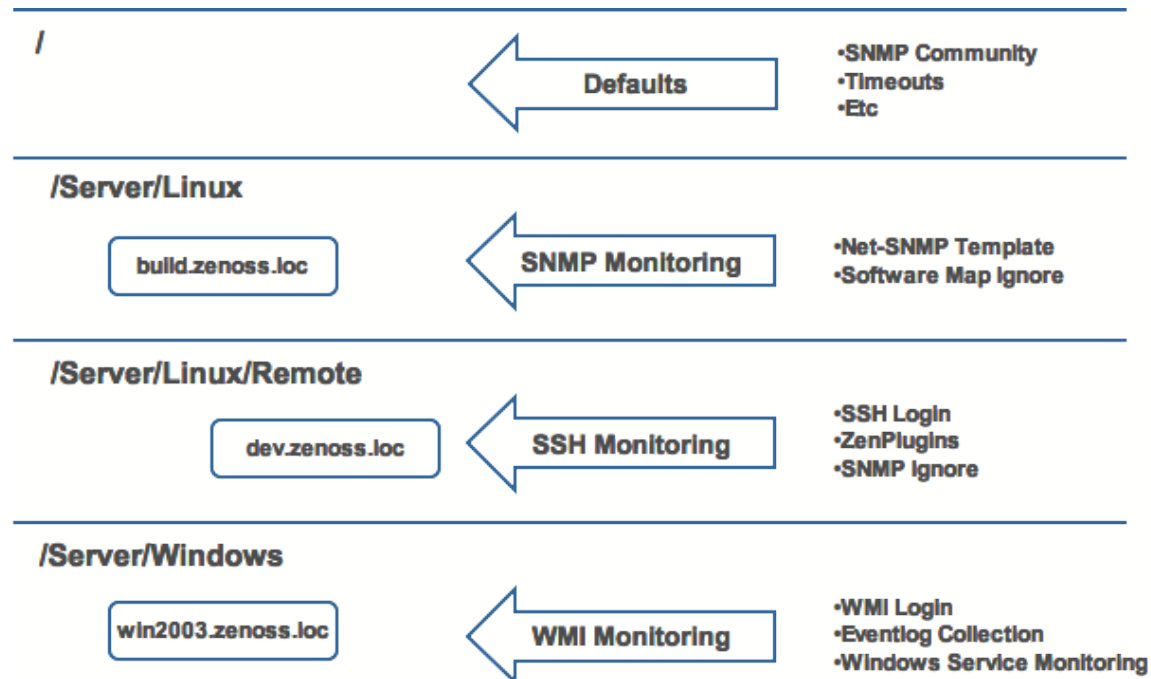 /
Defaults
•SNMP Community
•Timeouts
•Etc
/Server/Linux
build.zenoss.loc
SNMP Monitoring
•Net-SNMP Template
•Software Map Ignore
/Server/Linux/Remote
dev.zenoss.loc
SSH Monitoring
•SSH Login
•ZenPlugins
•SNMP Ignore
/Server/Windows
win2003.zenoss.loc
WMI Monitoring
•WMI Login
•Eventlog Collection
•Windows Service Monitoring